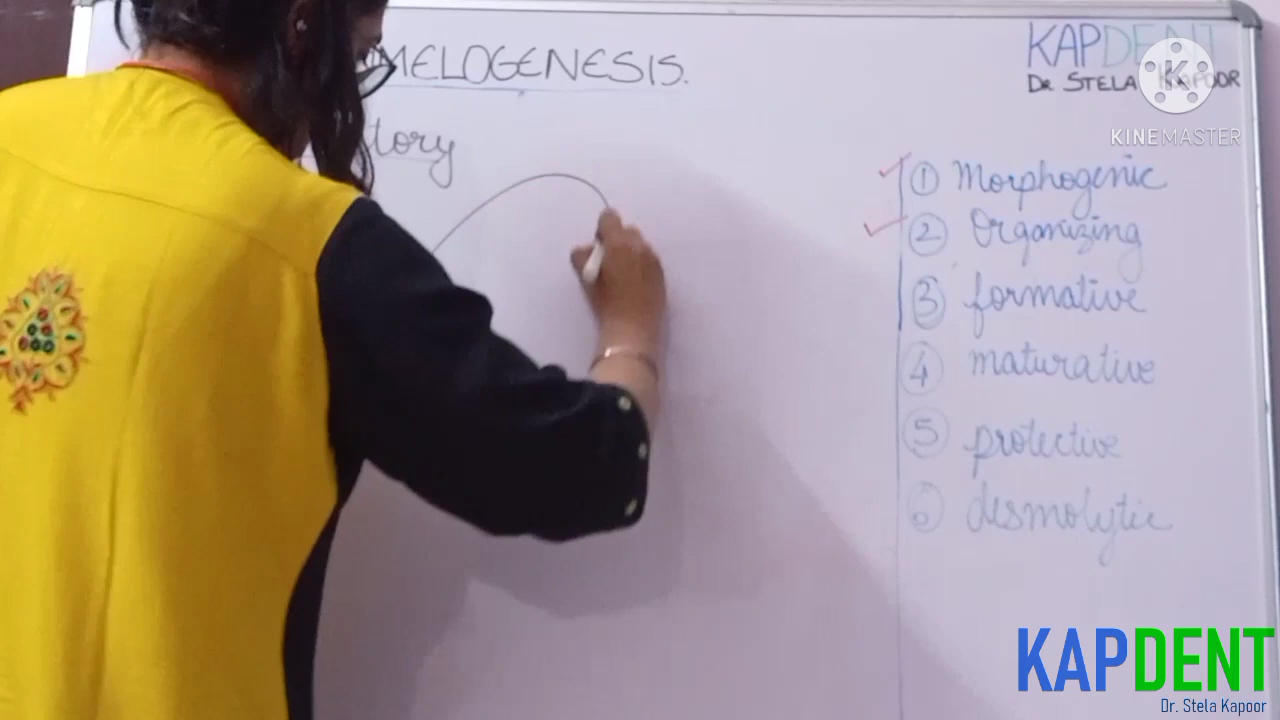 MELOGENESIS.
tory
KAPDENT
DR. STELA KAPOOR
K
KINEMASTER
① Morphogenic
② Organizing
③ formative
④ maturative
⑤ protective
⑥ desmolytic
KAPDENT
Dr. Stela Kapoor